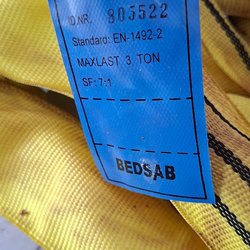 ID.NR. 805522
Standard: EN-1492-2
MAXLAST 3 TON
SF: 7:1
BEDSAB